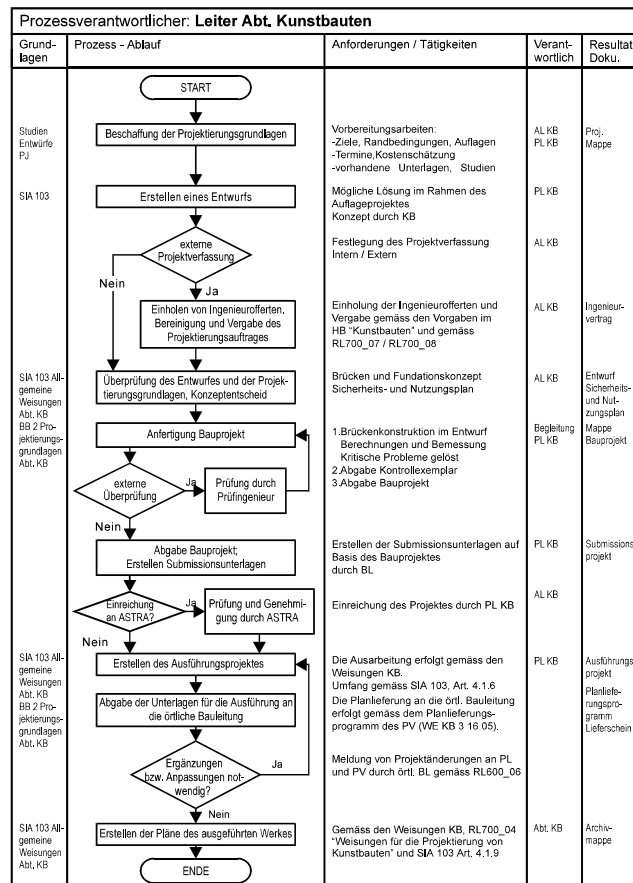 Prozessverantwortlicher: Leiter Abt. Kunstbauten
Grund-
lagen
Prozess - Ablauf
Anforderungen / Tätigkeiten
Verant-
wortlich
Resultat
Doku.
START
Studien
Entwürfe
PJ
Beschaffung der Projektierungsgrundlagen
Vorbereitungsarbeiten:
-Ziele, Randbedingungen, Auflagen
-Termine,Kostenschätzung
-vorhandene Unterlagen, Studien
AL KB
PL KB
Proj.
Mappe
SIA 103
Erstellen eines Entwurfs
Mögliche Lösung im Rahmen des
Auflageprojektes
Konzept durch KB
PL KB
externe
Projektverfassung
Festlegung des Projektverfassung
Intern / Extern
AL KB
Nein
Ja
Einholen von Ingenieurofferten,
Bereinigung und Vergabe des
Projektierungsauftrages
Einholung der Ingenieurofferten und
Vergabe gemäss den Vorgaben im
HB "Kunstbauten" und gemäss
RL700_07 / RL700_08
AL KB
Ingenieur-
vertrag
SIA 103 All-
gemeine
Weisungen
Abt. KB
BB 2 Pro-
jektierungs-
grundlagen
Abt. KB
Überprüfung des Entwurfes und der Projek-
tierungsgrundlagen, Konzeptentscheid
Brücken und Fundationskonzept
Sicherheits- und Nutzungsplan
AL KB
Entwurf
Sicherheits-
und Nut-
zungsplan
Anfertigung Bauprojekt
1.Brückenkonstruktion im Entwurf
Berechnungen und Bemessung
Kritische Probleme gelöst
2.Abgabe Kontrollexemplar
3.Abgabe Bauprojekt
Begleitung
PL KB
Mappe
Bauprojekt
externe
Überprüfung
Ja
Prüfung durch
Prüfingenieur
Nein
Abgabe Bauprojekt;
Erstellen Submissionsunterlagen
Erstellen der Submissionsunterlagen auf
Basis des Bauprojektes
durch BL
PL KB
Submissions
projekt
Einreichung
an ASTRA?
Ja
Prüfung und Genehmi-
gung durch ASTRA
Einreichung des Projektes durch PL KB
AL KB
Nein
SIA 103 All-
gemeine
Weisungen
Abt. KB
BB 2 Pro-
jektierungs-
grundlagen
Abt. KB
Erstellen des Ausführungsprojektes
Die Ausarbeitung erfolgt gemäss den
Weisungen KB.
Umfang gemäss SIA 103, Art. 4.1.6
PL KB
Ausführungs
projekt
Abgabe der Unterlagen für die Ausführung an
die örtliche Bauleitung
Die Planlieferung an die örtl. Bauleitung
erfolgt gemäss dem Planlieferungs-
programm des PV (WE KB 3 16 05).
Planliefe-
rungspro-
gramm
Lieferschein
Ergänzungen
bzw. Anpassungen not-
wendig?
Ja
Meldung von Projektänderungen an PL
und PV durch örtl. BL gemäss RL600_06
Nein
SIA 103 All-
gemeine
Weisungen
Abt. KB
Erstellen der Pläne des ausgeführten Werkes
Gemäss den Weisungen KB, RL700_04
"Weisungen für die Projektierung von
Kunstbauten" und SIA 103 Art. 4.1.9
Abt. KB
Archiv-
mappe
ENDE